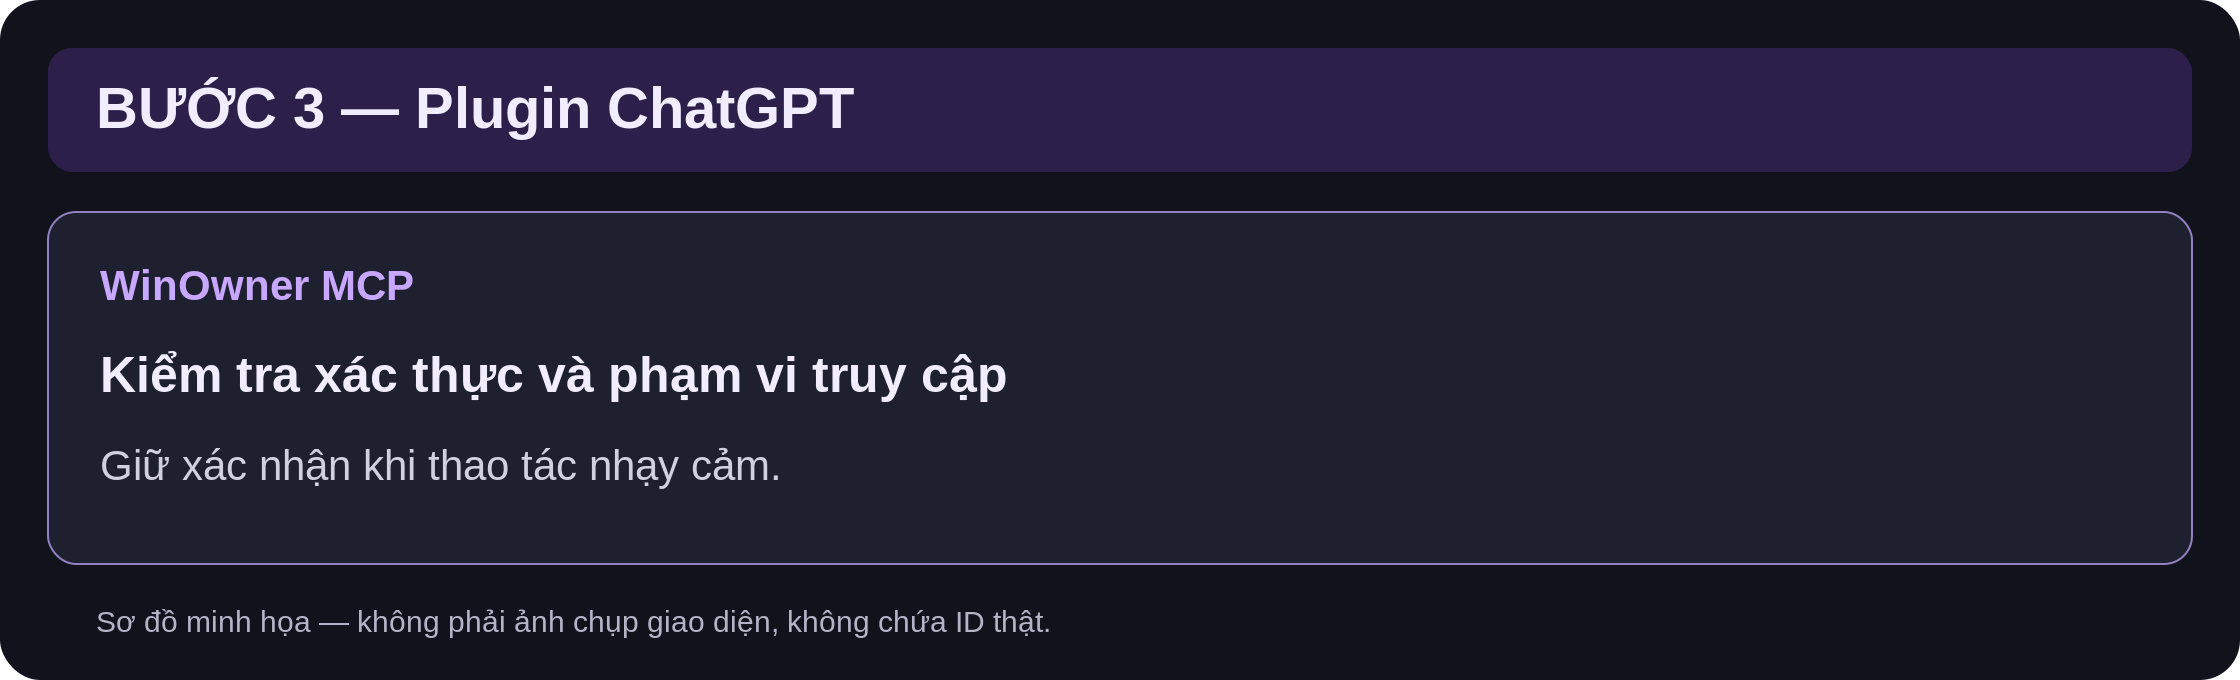 BƯỚC 3 — Plugin ChatGPT
WinOwner MCP
Kiểm tra xác thực và phạm vi truy cập
Giữ xác nhận khi thao tác nhạy cảm.
Sơ đồ minh họa — không phải ảnh chụp giao diện, không chứa ID thật.